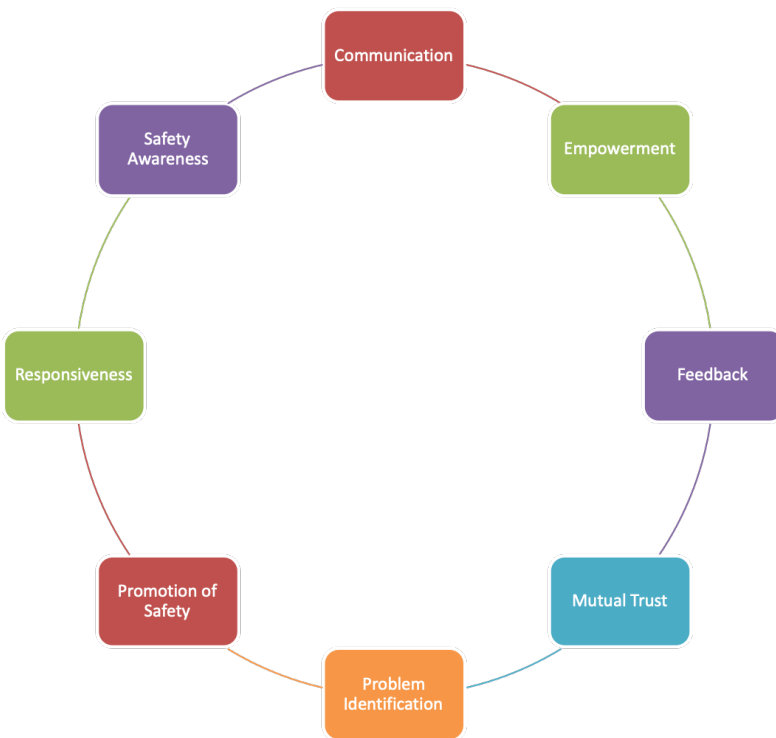 Communication
Empowerment
Feedback
Mutual Trust
Problem
Identification
Promotion of
Safety
Responsiveness
Safety
Awareness